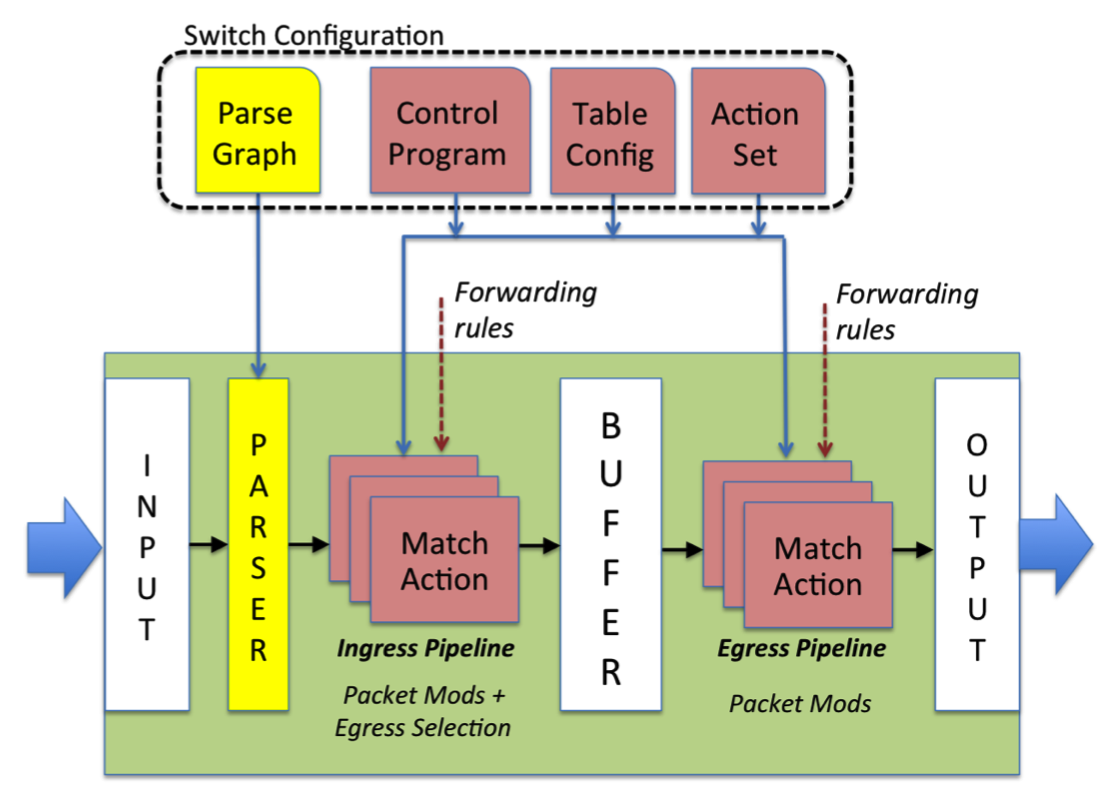 Switch Configuration
Parse
Graph
Control
Program
Table
Config
Action
Set
Forwarding
rules
Forwarding
rules
INPUT
PARSER
Match
Action
Ingress Pipeline
Packet Mods +
Egress Selection
BUFFER
Match
Action
Egress Pipeline
Packet Mods
OUTPUT